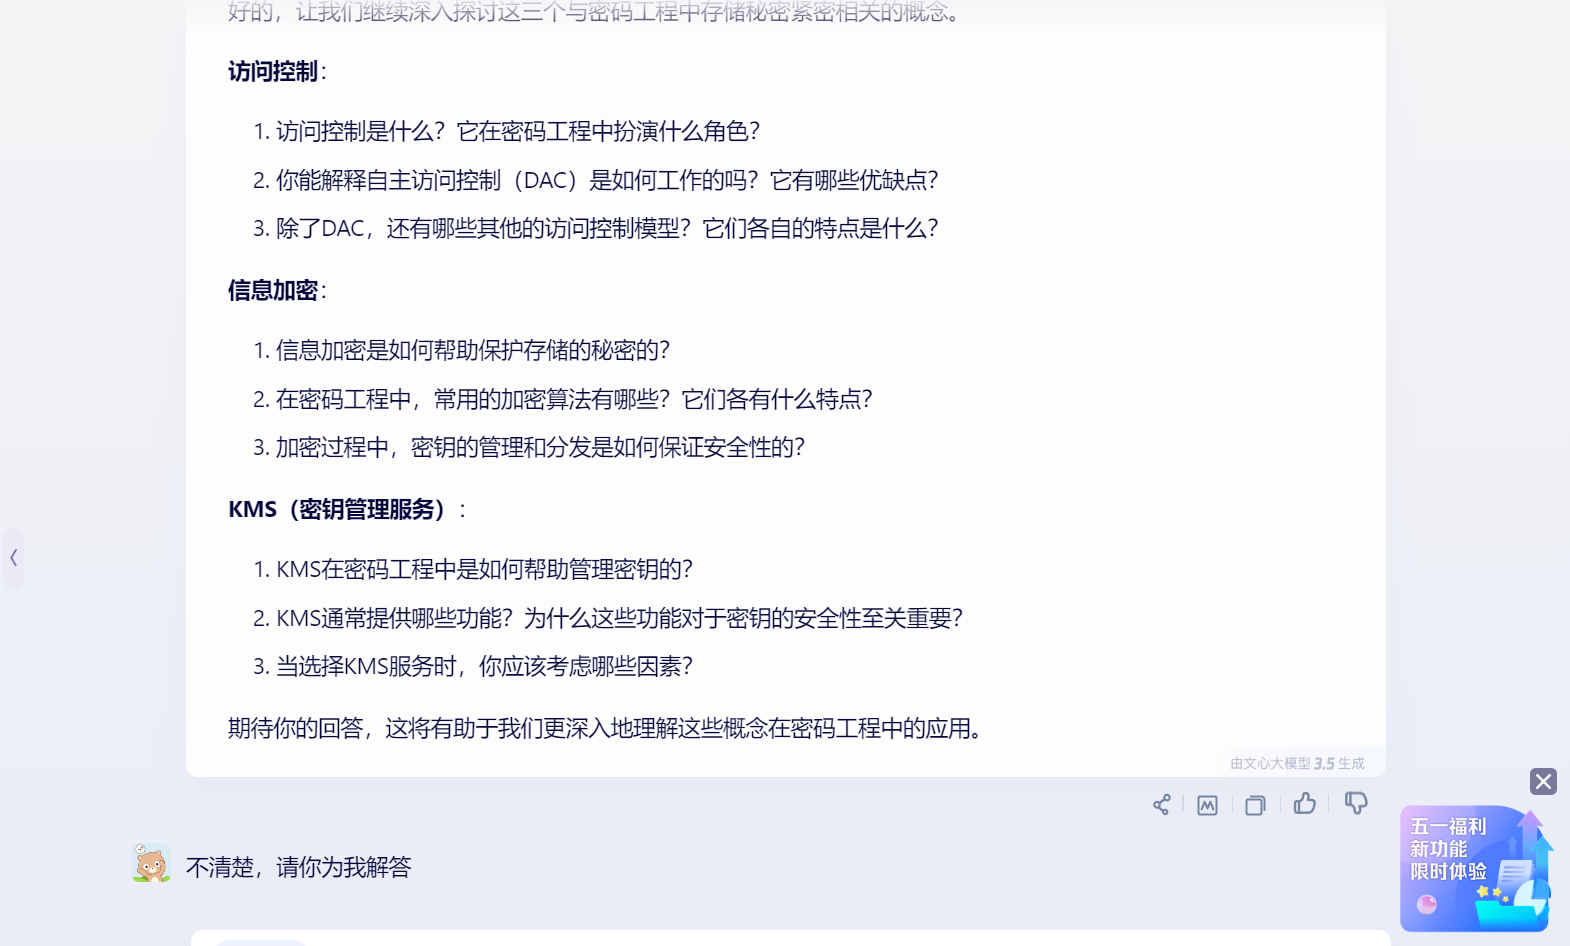 好的，让我们继续深入探讨这三个与密码工程中存储秘密紧密相关的概念。
访问控制：
1. 访问控制是什么？它在密码工程中扮演什么角色？
2. 你能解释自主访问控制（DAC）是如何工作的吗？它有哪些优缺点？
3. 除了DAC，还有哪些其他的访问控制模型？它们各自的特点是什么？
信息加密：
1. 信息加密是如何帮助保护存储的秘密的？
2. 在密码工程中，常用的加密算法有哪些？它们各有什么特点？
3. 加密过程中，密钥的管理和分发是如何保证安全性的？
KMS（密钥管理服务）：
1. KMS在密码工程中是如何帮助管理密钥的？
2. KMS通常提供哪些功能？为什么这些功能对于密钥的安全性至关重要？
3. 当选择KMS服务时，你应该考虑哪些因素？
期待你的回答，这将有助于我们更深入地理解这些概念在密码工程中的应用。
由文心大模型 3.5 生成
五一福利
新功能
限时体验
不清楚，请你为我解答